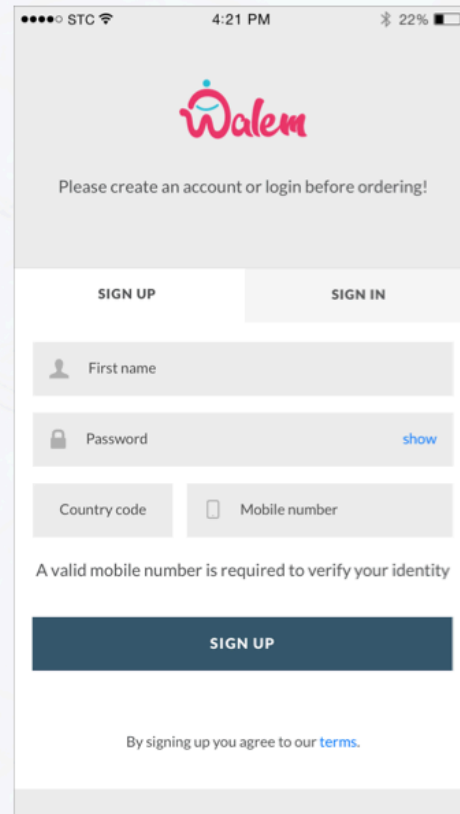 STC 4:21 PM 22%
Walem
Please create an account or login before ordering!
SIGN UP SIGN IN
First name
Password show
Country code Mobile number
A valid mobile number is required to verify your identity
SIGN UP
By signing up you agree to our terms.